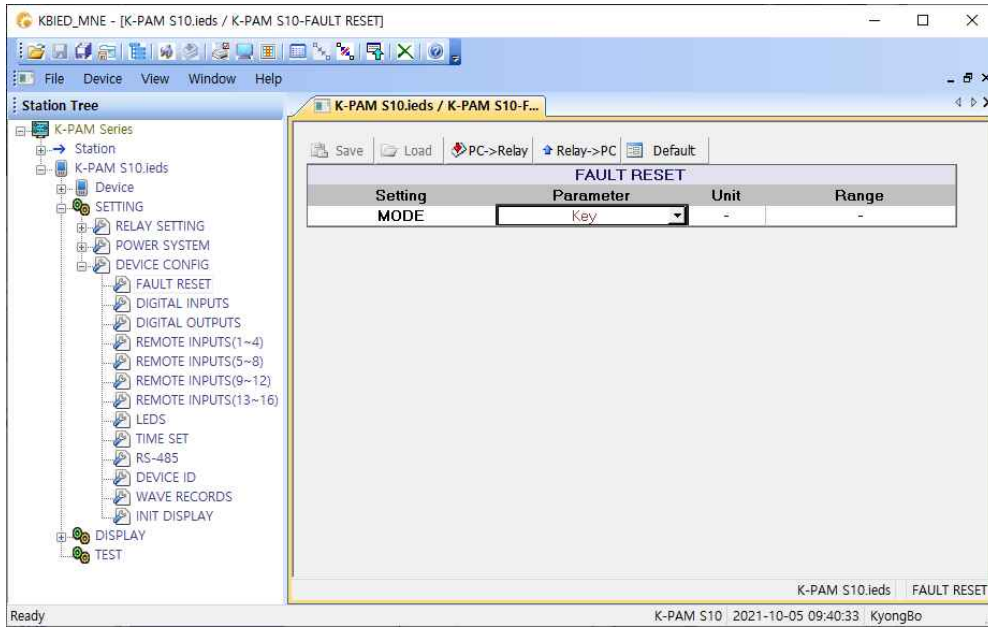 KBIED_MNE - [K-PAM S10.ieds / K-PAM S10-FAULT RESET]
File Device View Window Help
Station Tree
K-PAM Series
Station
K-PAM S10.ieds
Device
SETTING
RELAY SETTING
POWER SYSTEM
DEVICE CONFIG
FAULT RESET
DIGITAL INPUTS
DIGITAL OUTPUTS
REMOTE INPUTS(1~4)
REMOTE INPUTS(5~8)
REMOTE INPUTS(9~12)
REMOTE INPUTS(13~16)
LEDS
TIME SET
RS-485
DEVICE ID
WAVE RECORDS
INIT DISPLAY
DISPLAY
TEST
K-PAM S10.ieds / K-PAM S10-F...
Save Load PC->Relay Relay->PC Default
FAULT RESET
Setting Parameter Unit Range
MODE Key - -
K-PAM S10.ieds FAULT RESET
Ready K-PAM S10 2021-10-05 09:40:33 KyongBo